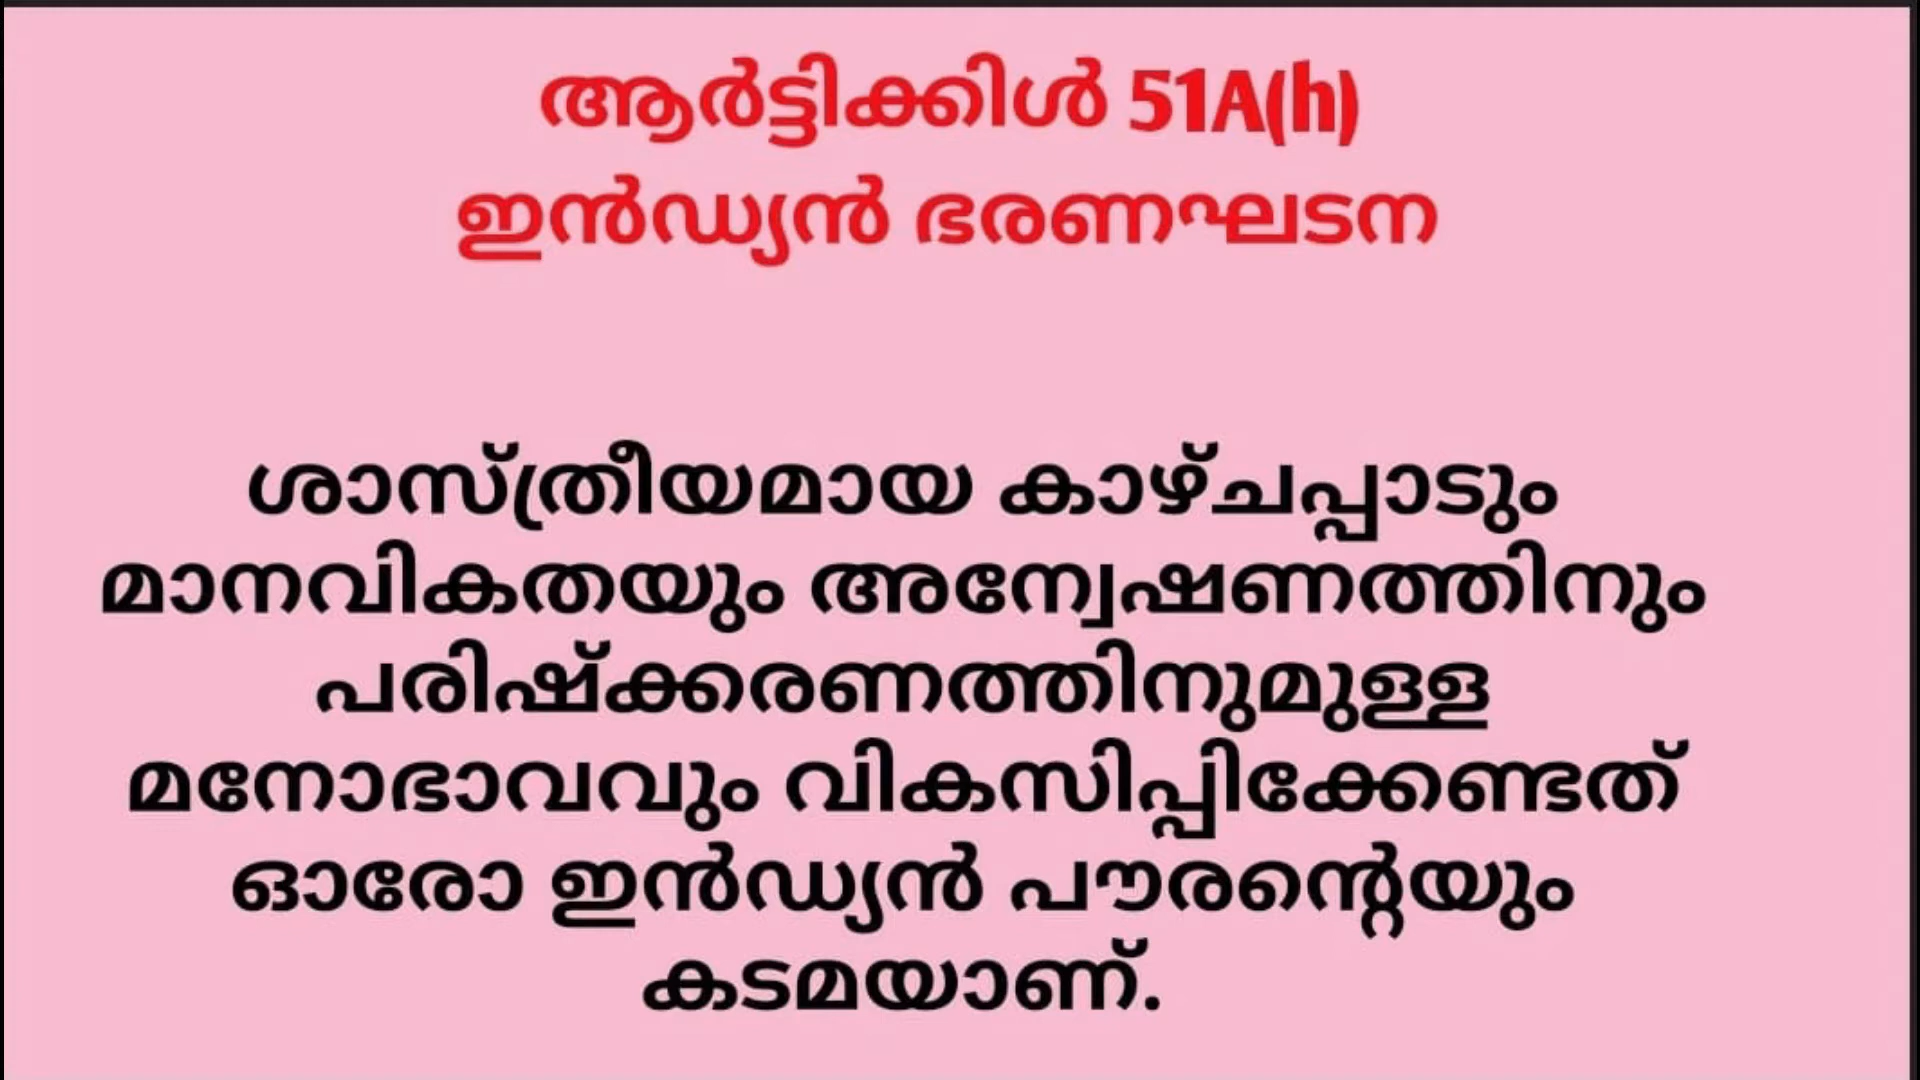 ആർട്ടിക്കിൾ 51A(h)
ഇൻഡ്യൻ ഭരണഘടന
ശാസ്ത്രീയമായ കാഴ്ചപ്പാടും
മാനവികതയും അന്വേഷണത്തിനും
പരിഷ്ക്കരണത്തിനുമുള്ള
മനോഭാവവും വികസിപ്പിക്കേണ്ടത്
ഓരോ ഇൻഡ്യൻ പൗരന്റെയും
കടമയാണ്.